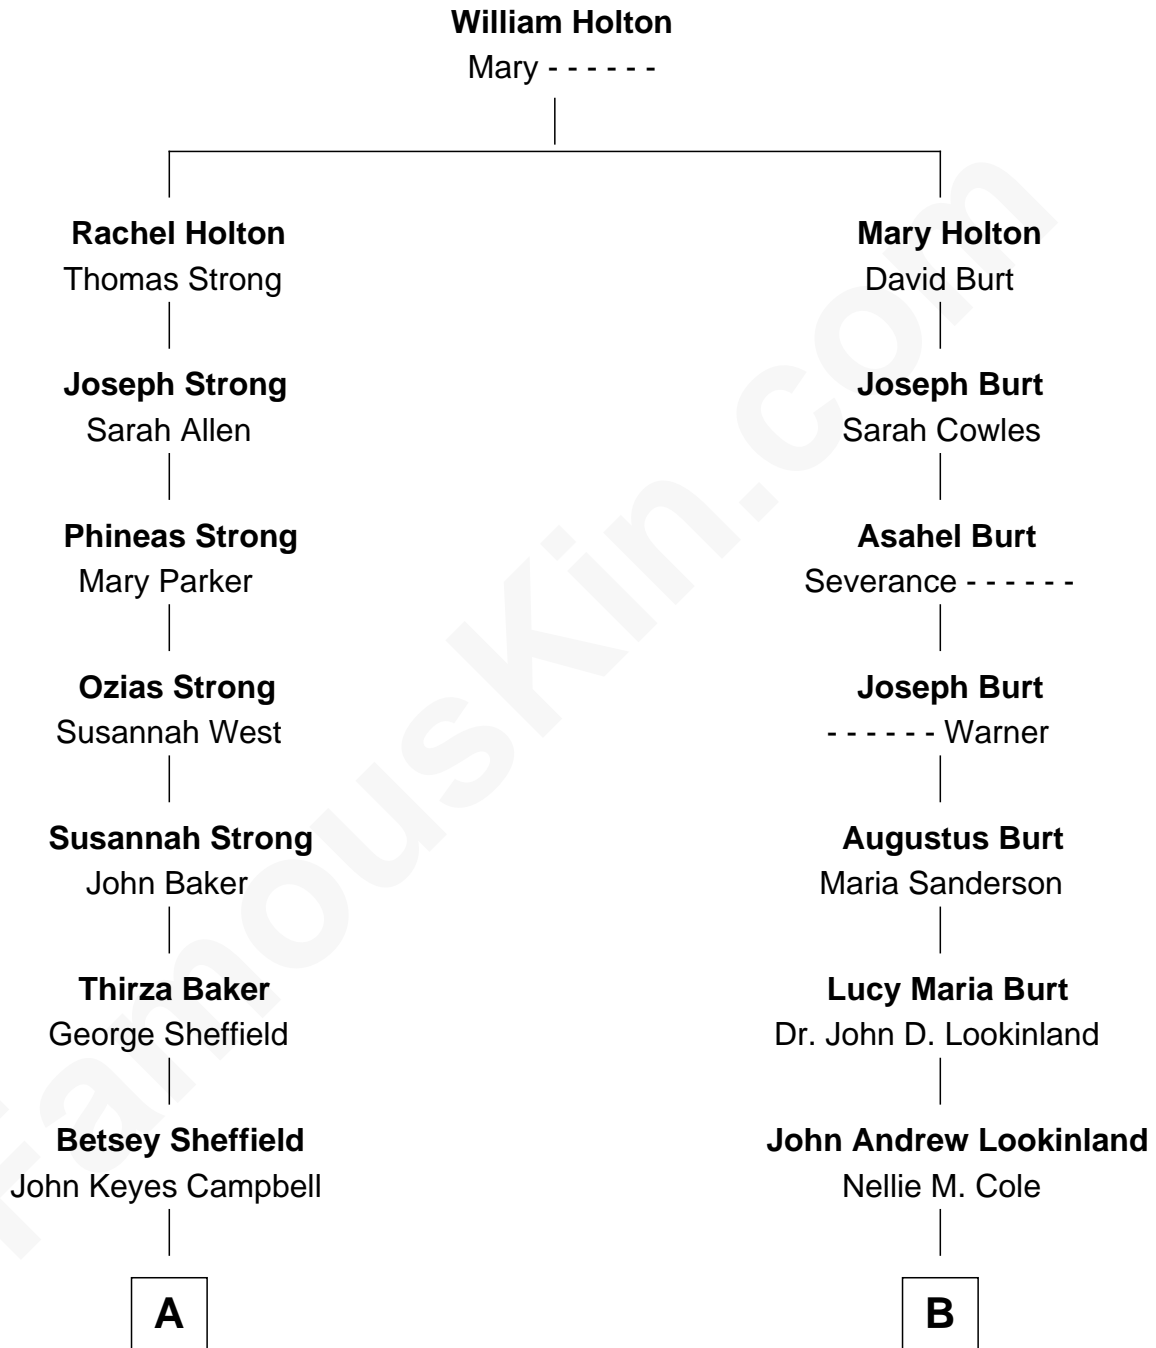 William Holton
Mary - - - - - -
Rachel Holton
Thomas Strong
Mary Holton
David Burt
Joseph Strong
Sarah Allen
Joseph Burt
Sarah Cowles
Phineas Strong
Mary Parker
Asahel Burt
Severance - - - - - -
Ozias Strong
Susannah West
Joseph Burt
- - - - - - Warner
Susannah Strong
John Baker
Augustus Burt
Maria Sanderson
Thirza Baker
George Sheffield
Lucy Maria Burt
Dr. John D. Lookinland
Betsey Sheffield
John Keyes Campbell
John Andrew Lookinland
Nellie M. Cole
A
B
FamousKin.com